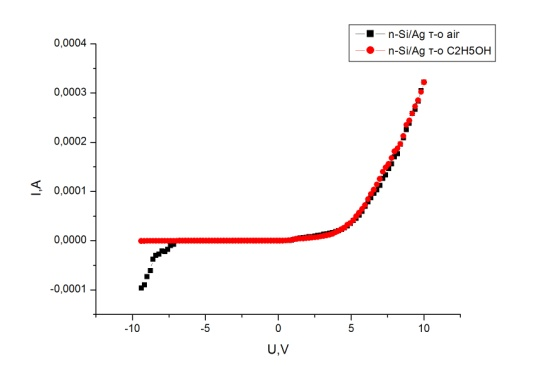 n-Si/Ag т-о air
n-Si/Ag т-о C2H5OH
0,0004
0,0003
0,0002
0,0001
0,0000
-0,0001
I,A
-10
-5
0
5
10
U,V